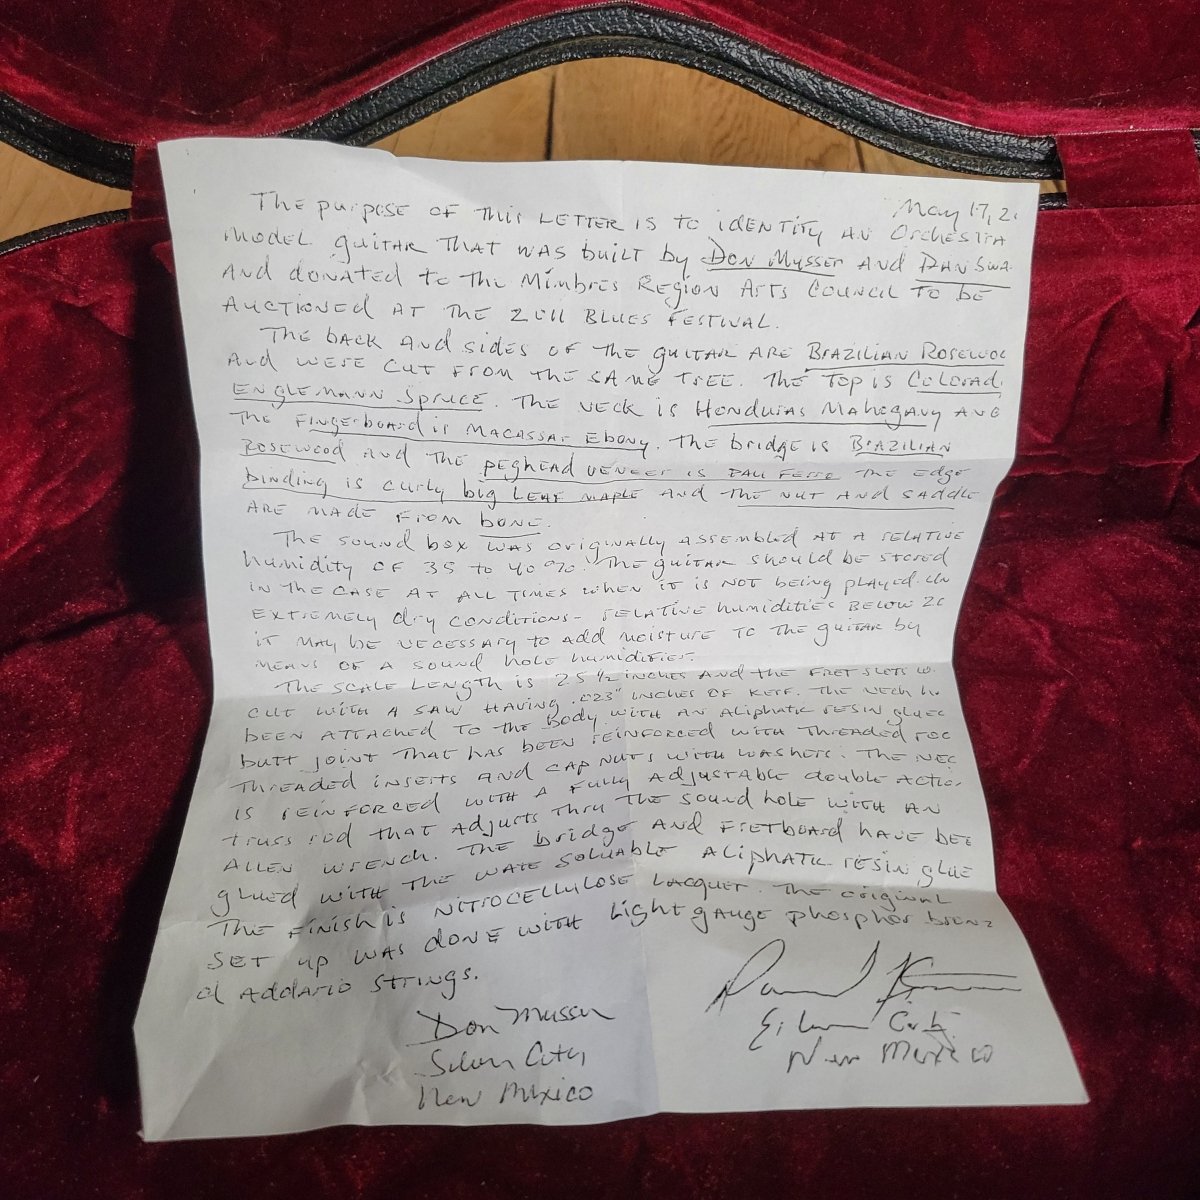 May 17, 2
The purpose of this letter is to identity an Orchestra
model guitar that was built by Don Musser and Dan Swa
and donated to the Mimbres Region Arts Council to be
auctioned at the 2011 Blues Festival.
The back and sides of the guitar are Brazilian Rosewoo
and were cut from the same tree. The top is Colorad
Englemann Spruce. The neck is Honduras Mahogany and
the fingerboard is Macassar Ebony. The bridge is Brazilian
Rosewood and the peghead veneer is Pau Ferro the edge
binding is curly big leaf maple and the nut and saddle
are made from bone.
The sound box was originally assembled at a relative
humidity of 35 to 40%. The guitar should be stored
in the case at all times when it is not being played. In
extremely dry conditions - relative humidities below 20
it may be necessary to add moisture to the guitar by
means of a sound hole humidifier.
The scale length is 25 1/2 inches and the fret slots w
cut with a saw having .023" inches of kerf. The neck h
been attached to the body with an aliphatic resin glued
butt joint that has been reinforced with threaded rod
threaded inserts and cap nuts with washers. The nec
is reinforced with a fully adjustable double actio
truss rod that adjusts thru the sound hole with an
allen wrench. The bridge and fretboard have bee
glued with the wate soluable aliphatic resin glue
The finish is nitrocellulose lacquer. The original
set up was done with light gauge phosphor bronz
d Addario strings.
Don Musser
Silver City,
New Mexico
New Mexico